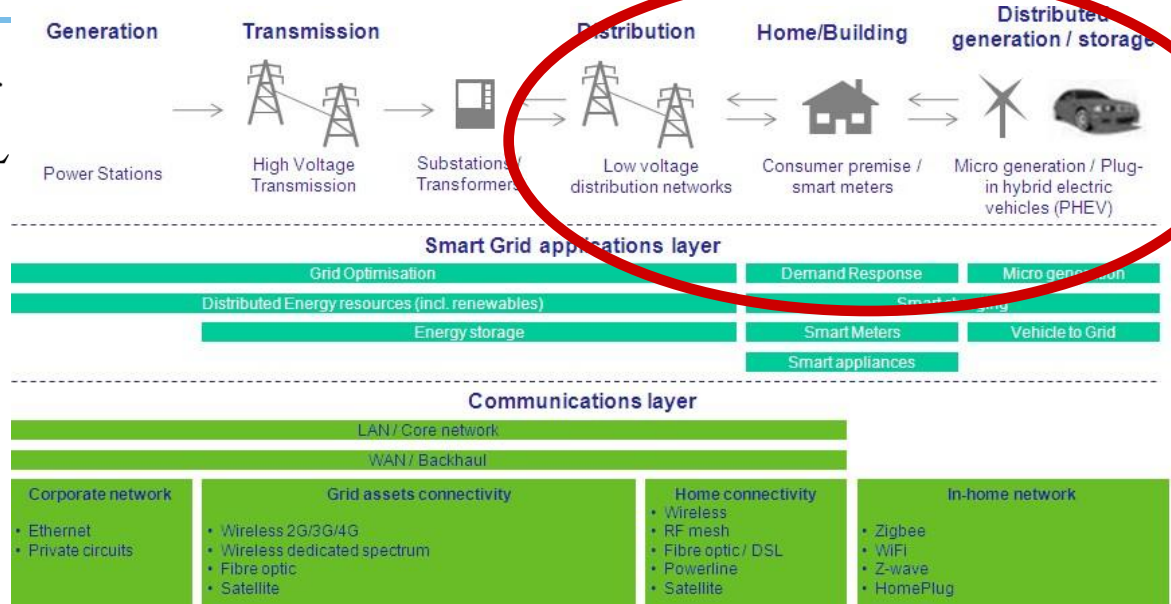 Generation
Transmission
Distribution
Home/Building
Distributed
generation / storage
Power Stations
High Voltage
Transmission
Substations /
Transformers
Low voltage
distribution networks
Consumer premise /
smart meters
Micro generation / Plug-
in hybrid electric
vehicles (PHEV)
Smart Grid applications layer
Grid Optimisation
Demand Response
Micro generation
Distributed Energy resources (incl. renewables)
Smart charging
Energy storage
Smart Meters
Vehicle to Grid
Smart appliances
Communications layer
LAN / Core network
WAN / Backhaul
Corporate network
• Ethernet
• Private circuits
Grid assets connectivity
• Wireless 2G/3G/4G
• Wireless dedicated spectrum
• Fibre optic
• Satellite
Home connectivity
• Wireless
• RF mesh
• Fibre optic / DSL
• Powerline
• Satellite
In-home network
• Zigbee
• WiFi
• Z-wave
• HomePlug